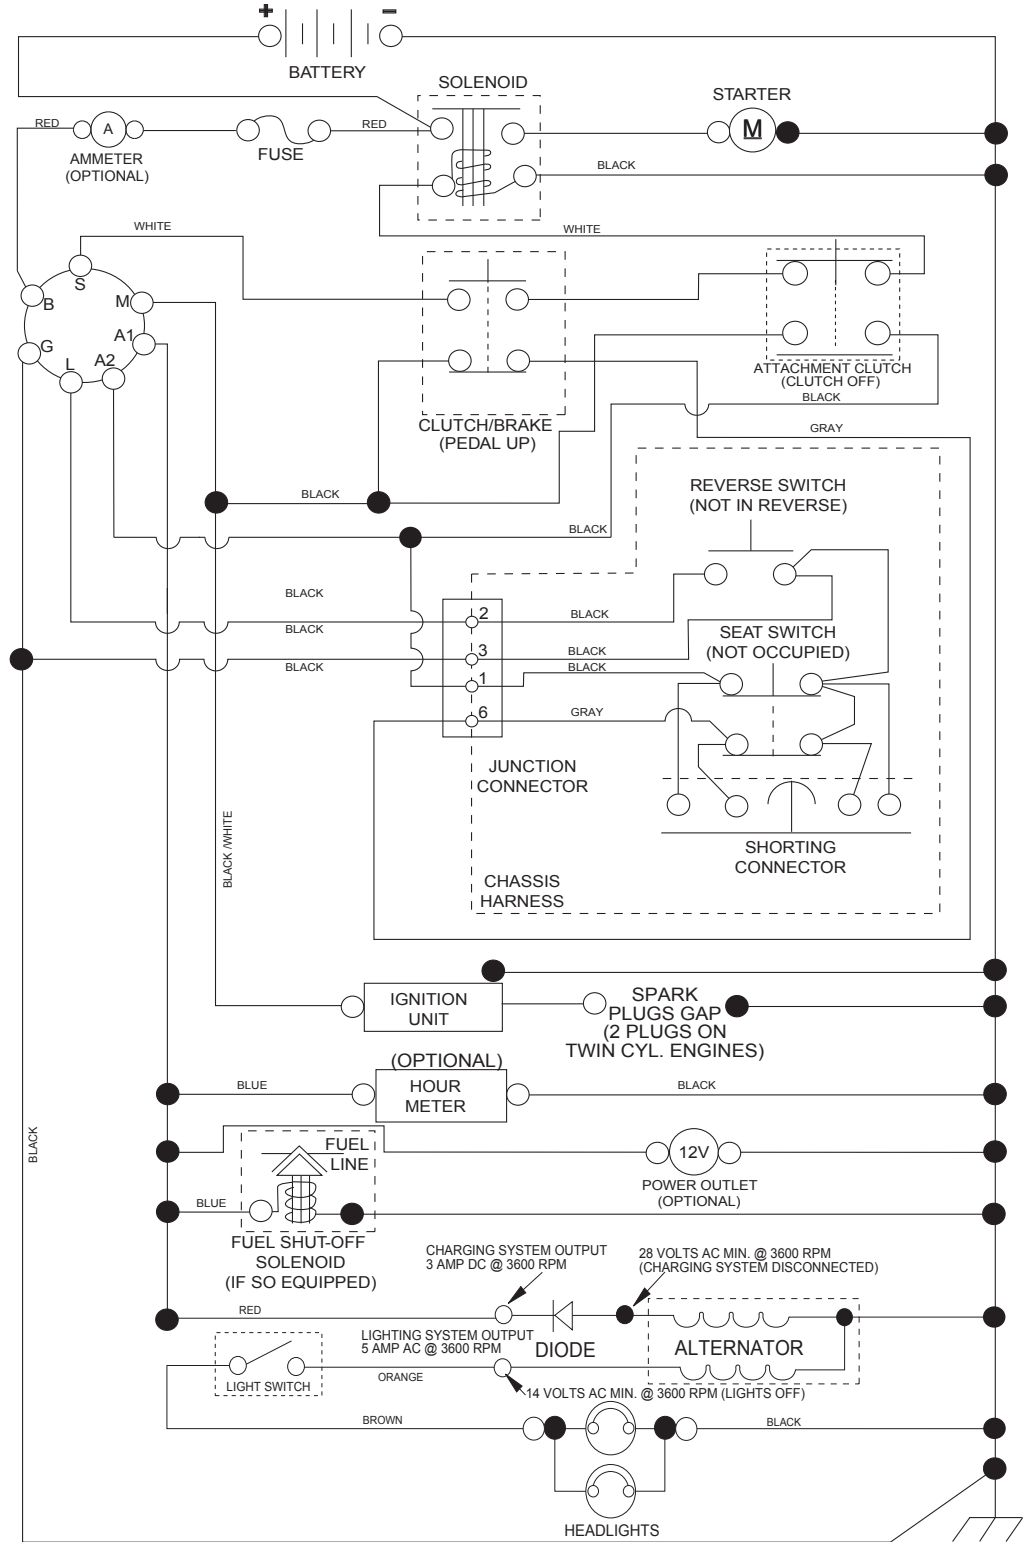 + −
BATTERY
SOLENOID
STARTER
RED
A
RED
M
FUSE
AMMETER
(OPTIONAL)
BLACK
WHITE
WHITE
S
B
M
A1
G
A2
L
ATTACHMENT CLUTCH
(CLUTCH OFF)
BLACK
CLUTCH/BRAKE
(PEDAL UP)
GRAY
REVERSE SWITCH
(NOT IN REVERSE)
BLACK
BLACK
BLACK
2
BLACK
BLACK
SEAT SWITCH
(NOT OCCUPIED)
3
BLACK
BLACK
BLACK
1
6
GRAY
JUNCTION
CONNECTOR
BLACK /WHITE
SHORTING
CONNECTOR
CHASSIS
HARNESS
IGNITION
UNIT
SPARK
PLUGS GAP
(2 PLUGS ON
TWIN CYL. ENGINES)
(OPTIONAL)
BLUE
HOUR
METER
BLACK
BLACK
FUEL
LINE
12V
POWER OUTLET
(OPTIONAL)
BLUE
FUEL SHUT-OFF
SOLENOID
(IF SO EQUIPPED)
CHARGING SYSTEM OUTPUT
3 AMP DC @ 3600 RPM
28 VOLTS AC MIN. @ 3600 RPM
(CHARGING SYSTEM DISCONNECTED)
RED
LIGHTING SYSTEM OUTPUT
5 AMP AC @ 3600 RPM
DIODE
ALTERNATOR
LIGHT SWITCH
ORANGE
14 VOLTS AC MIN. @ 3600 RPM (LIGHTS OFF)
BROWN
BLACK
HEADLIGHTS